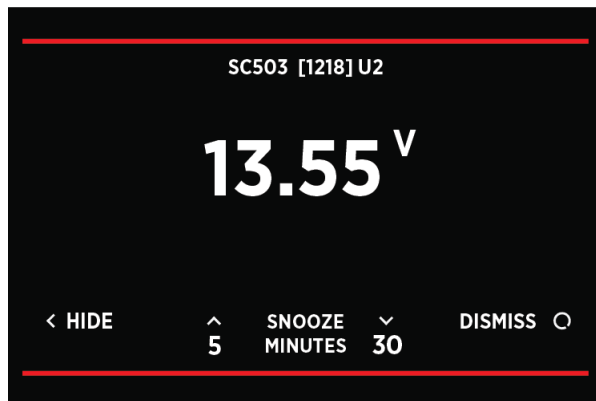 SC503 [1218] U2
13.55 V
< HIDE
SNOOZE
DISMISS
5 MINUTES 30